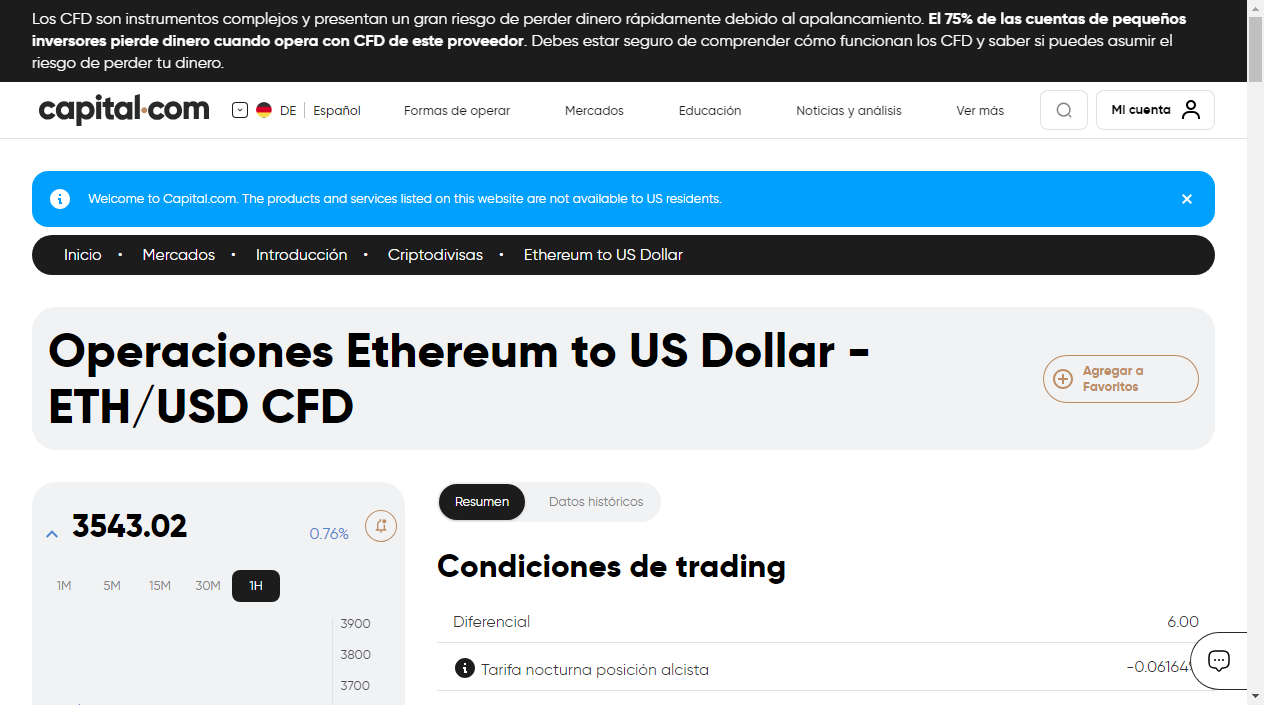 Los CFD son instrumentos complejos y presentan un gran riesgo de perder dinero rápidamente debido al apalancamiento. El 75% de las cuentas de pequeños
inversores pierde dinero cuando opera con CFD de este proveedor. Debes estar seguro de comprender cómo funcionan los CFD y saber si puedes asumir el
riesgo de perder tu dinero.
capital.com
DE | Español
Formas de operar
Mercados
Educación
Noticias y análisis
Ver más
Mi cuenta
Welcome to Capital.com. The products and services listed on this website are not available to US residents.
Inicio • Mercados • Introducción • Criptodivisas • Ethereum to US Dollar
Operaciones Ethereum to US Dollar -
ETH/USD CFD
Agregar a
Favoritos
3543.02
0.76%
1M 5M 15M 30M 1H
3900
3800
3700
Resumen
Datos históricos
Condiciones de trading
Diferencial 6.00
Tarifa nocturna posición alcista -0.0616